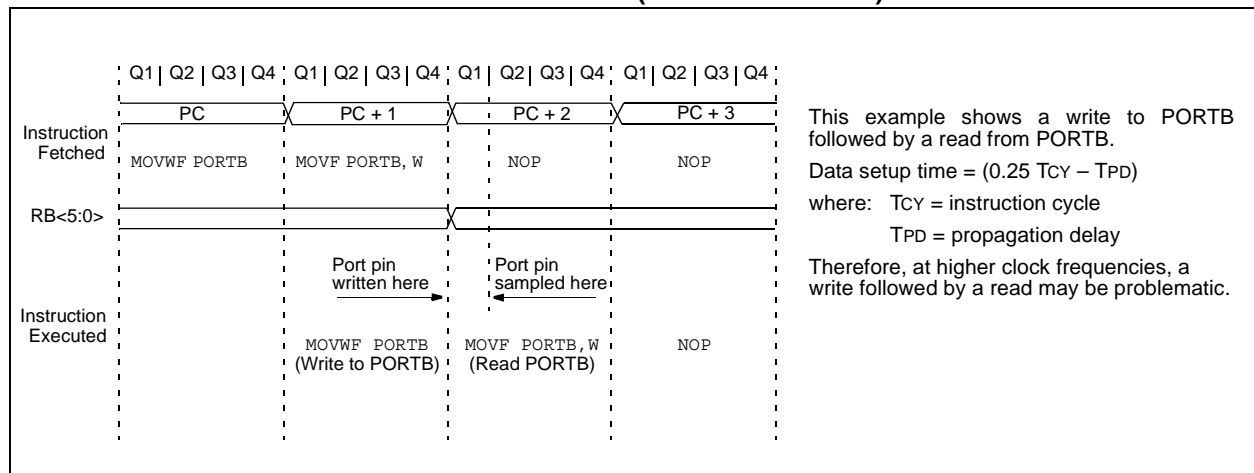 Q1 | Q2 | Q3 | Q4 Q1 | Q2 | Q3 | Q4 Q1 | Q2 | Q3 | Q4 Q1 | Q2 | Q3 | Q4
PC PC + 1 PC + 2 PC + 3
Instruction
Fetched
MOVWF PORTB MOVF PORTB, W NOP NOP
RB<5:0>
Port pin
written here
Port pin
sampled here
Instruction
Executed
MOVWF PORTB
(Write to PORTB)
MOVF PORTB,W
(Read PORTB)
NOP
This example shows a write to PORTB
followed by a read from PORTB.
Data setup time = (0.25 TCY – TPD)
where: TCY = instruction cycle
TPD = propagation delay
Therefore, at higher clock frequencies, a
write followed by a read may be problematic.